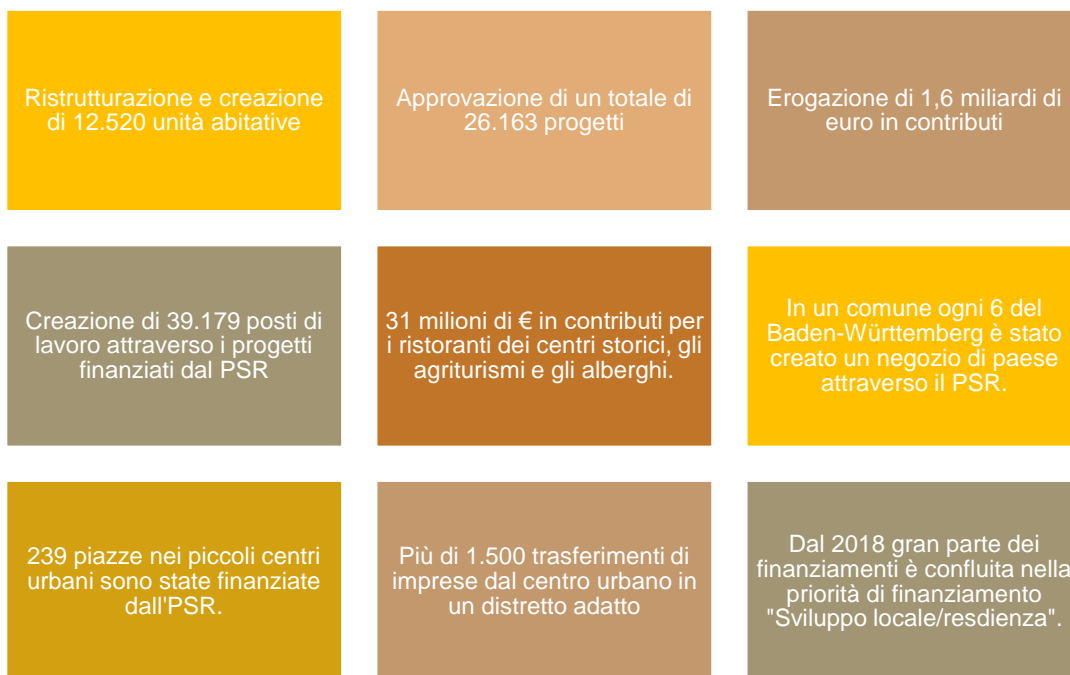 Ristrutturazione e creazione
di 12.520 unità abitative
Approvazione di un totale di
26.163 progetti
Erogazione di 1,6 miliardi di
euro in contributi
Creazione di 39.179 posti di
lavoro attraverso i progetti
finanziati dal PSR
31 milioni di € in contributi per
i ristoranti dei centri storici, gli
agriturismi e gli alberghi.
In un comune ogni 6 del
Baden-Württemberg è stato
creato un negozio di paese
attraverso il PSR.
239 piazze nei piccoli centri
urbani sono state finanziate
dall'PSR.
Più di 1.500 trasferimenti di
imprese dal centro urbano in
un distretto adatto
Dal 2018 gran parte dei
finanziamenti è confluita nella
priorità di finanziamento
"Sviluppo locale/resdienza".